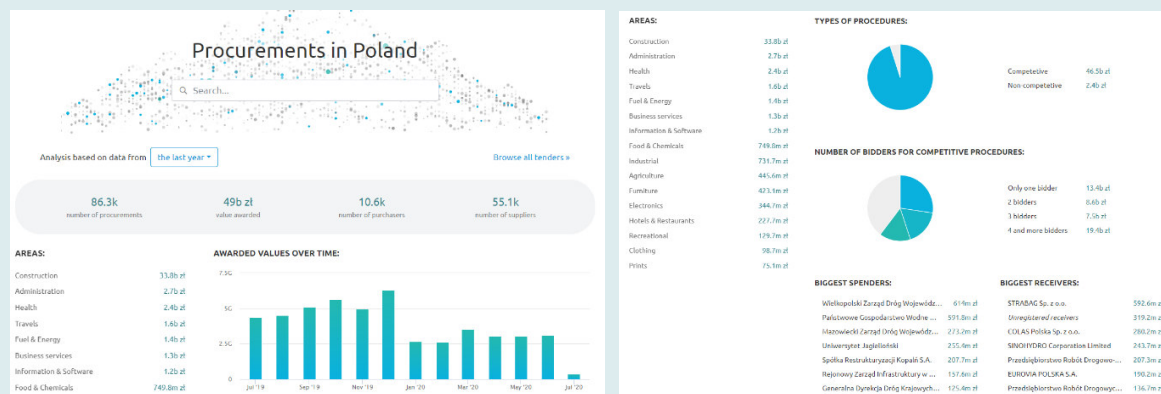 Procurements in Poland
Search...
Analysis based on data from the last year
Browse all tenders »
86.3k 49b zł 10.6k 55.1k
number of procurements value awarded number of purchasers number of suppliers
AREAS:
Construction 33.8b zł
Administration 2.7b zł
Health 2.4b zł
Travels 1.6b zł
Fuel & Energy 1.4b zł
Business services 1.3b zł
Information & Software 1.2b zł
Food & Chemicals 749.8m zł
AWARDED VALUES OVER TIME:
7.5G
5G
2.5G
0
Jul '19 Sep '19 Nov '19 Jan '20 Mar '20 May '20 Jul '20
AREAS:
Construction 33.8b zł
Administration 2.7b zł
Health 2.4b zł
Travels 1.6b zł
Fuel & Energy 1.4b zł
Business services 1.3b zł
Information & Software 1.2b zł
Food & Chemicals 749.8m zł
Industrial 731.7m zł
Agriculture 445.6m zł
Furniture 423.1m zł
Electronics 344.7m zł
Hotels & Restaurants 227.7m zł
Recreational 129.7m zł
Clothing 98.7m zł
Prints 75.1m zł
TYPES OF PROCEDURES:
Competetive 46.5b zł
Non-competetive 2.4b zł
NUMBER OF BIDDERS FOR COMPETITIVE PROCEDURES:
Only one bidder 13.4b zł
2 bidders 8.6b zł
3 bidders 7.5b zł
4 and more bidders 19.4b zł
BIGGEST SPENDERS:
Wielkopolski Zarząd Dróg Wojewódz... 614m zł
Państwowe Gospodarstwo Wodne ... 591.8m zł
Mazowiecki Zarząd Dróg Wojewódz... 273.2m zł
Uniwersytet Jagielloński 255.4m zł
Spółka Restrukturyzacji Kopalń S.A. 207.7m zł
Rejonowy Zarząd Infrastruktury w ... 157.6m zł
Generalna Dyrekcja Dróg Krajowych... 125.4m zł
BIGGEST RECEIVERS:
STRABAG Sp. z o.o. 592.6m z
Unregistered receivers 319.2m z
COLAS Polska Sp. z o.o. 280.2m z
SINOHYDRO Corporation Limited 243.7m z
Przedsiębiorstwo Robót Drogowo-... 207.3m z
EUROVIA POLSKA S.A. 190.2m z
Przedsiębiorstwo Robót Drogowyc... 136.7m z